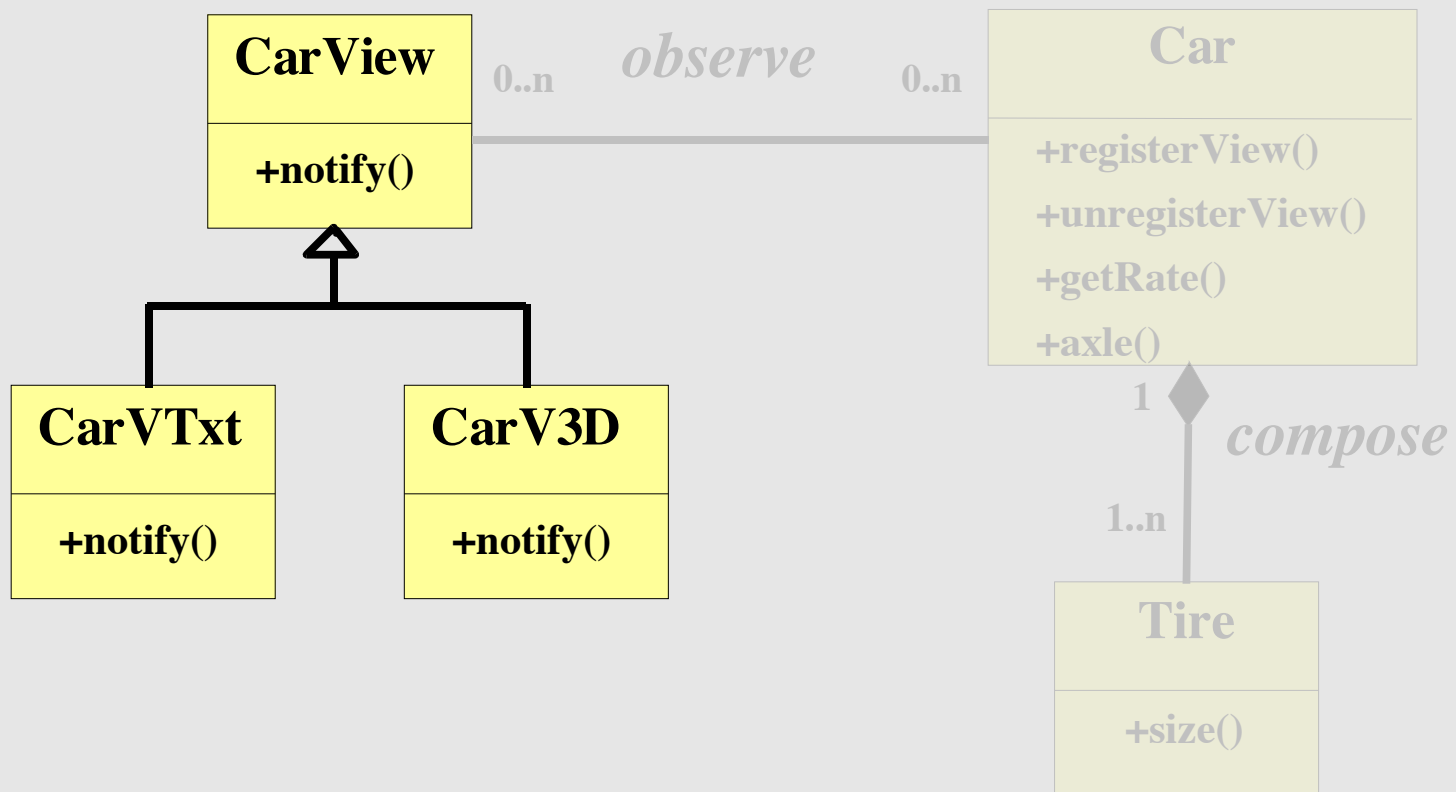 CarView
+notify()
0..n
observe
0..n
Car
+registerView()
+unregisterView()
+getRate()
+axle()
CarVTxt
+notify()
CarV3D
+notify()
1
compose
1..n
Tire
+size()